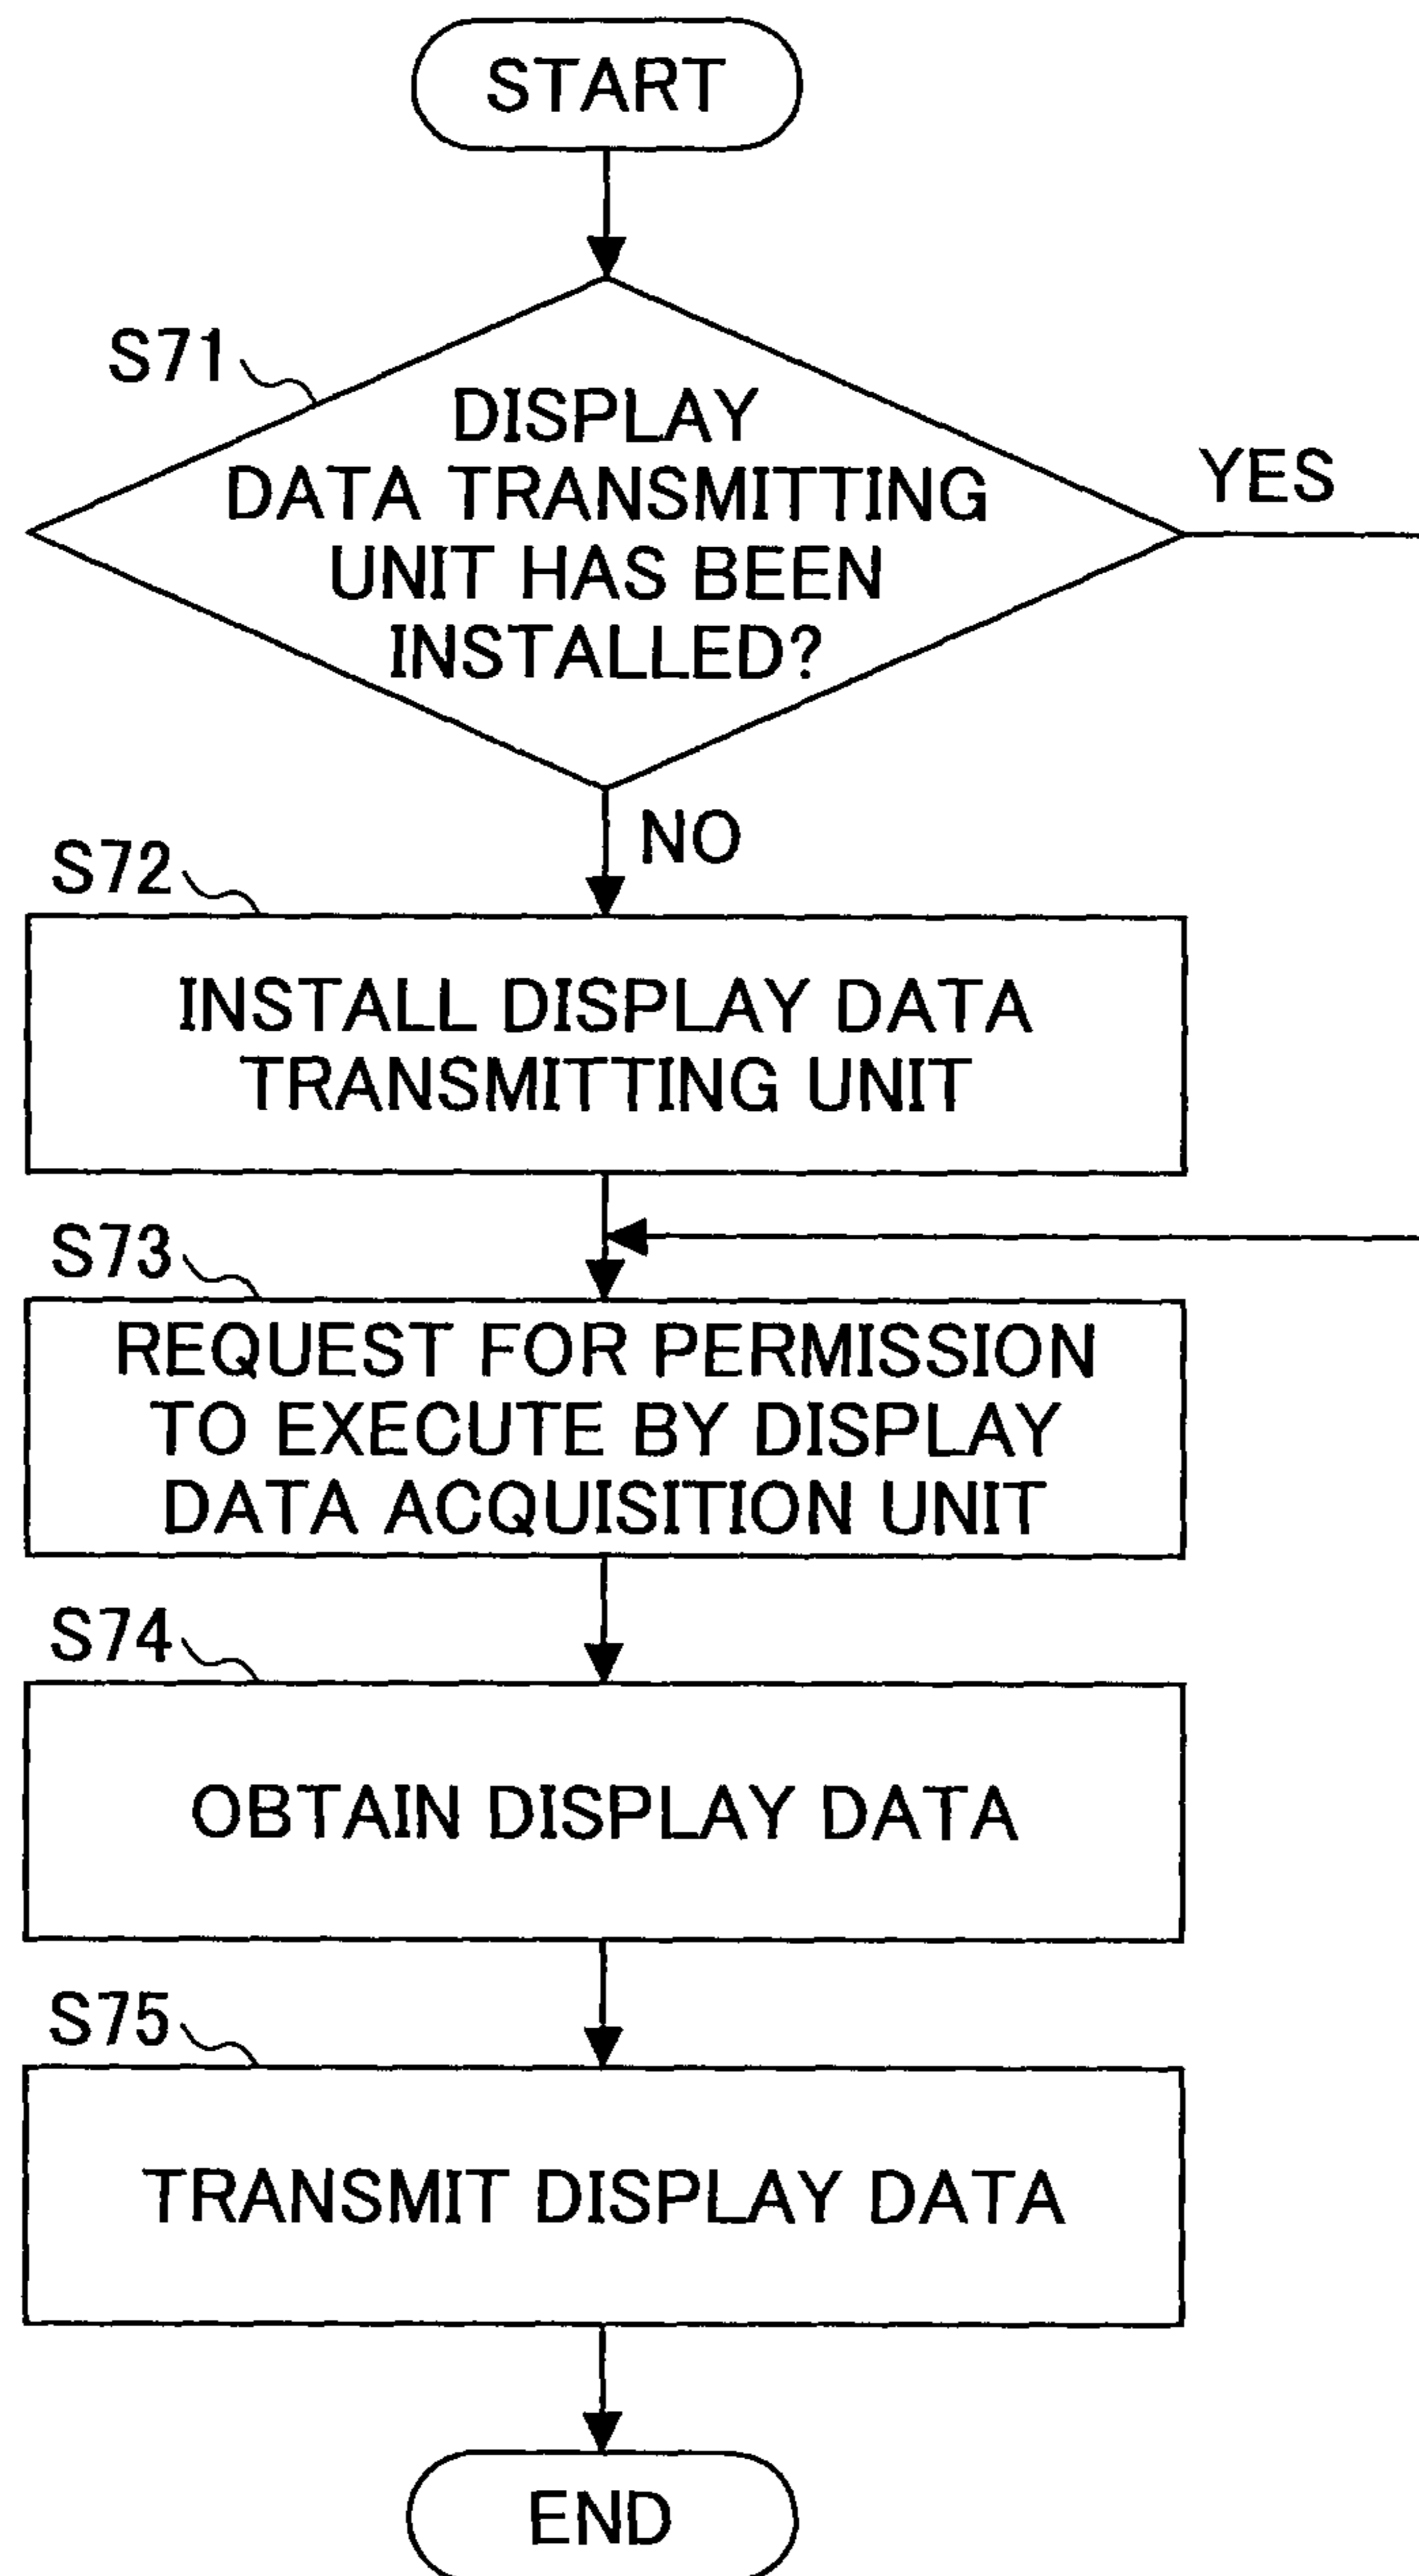 START
S71
DISPLAY
DATA TRANSMITTING
UNIT HAS BEEN
INSTALLED?
YES
NO
S72
INSTALL DISPLAY DATA
TRANSMITTING UNIT
S73
REQUEST FOR PERMISSION
TO EXECUTE BY DISPLAY
DATA ACQUISITION UNIT
S74
OBTAIN DISPLAY DATA
S75
TRANSMIT DISPLAY DATA
END